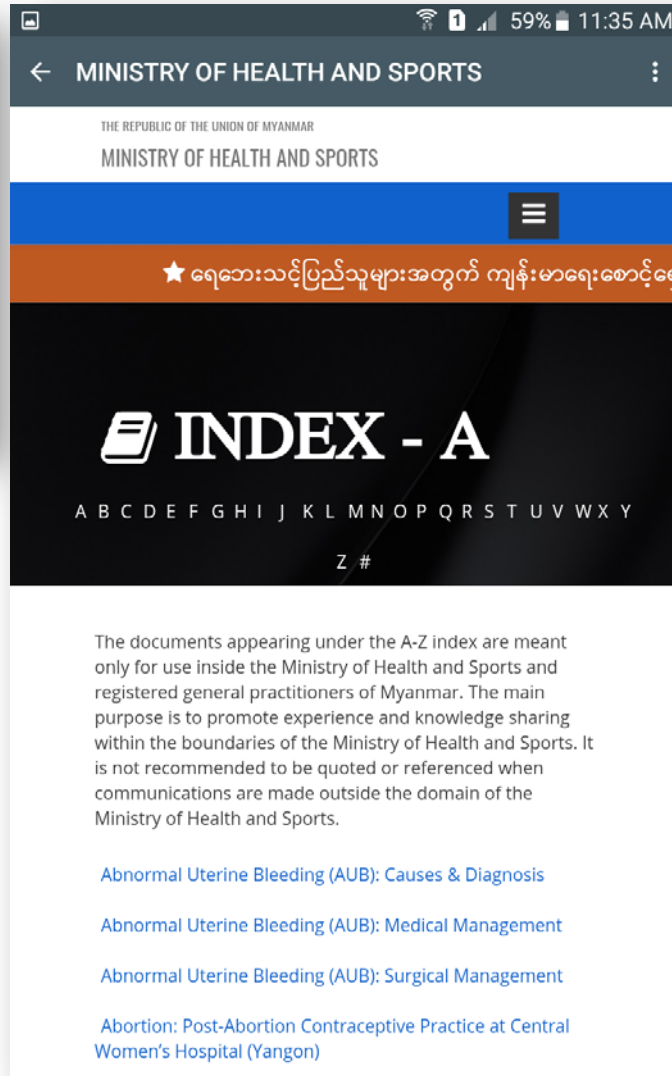 1 59% 11:35 AM
MINISTRY OF HEALTH AND SPORTS
THE REPUBLIC OF THE UNION OF MYANMAR
MINISTRY OF HEALTH AND SPORTS
★ ရေဘေးသင့်ပြည်သူများအတွက် ကျန်းမာရေးစောင့်ရှေ
INDEX - A
A B C D E F G H I J K L M N O P Q R S T U V W X Y
Z #
The documents appearing under the A-Z index are meant
only for use inside the Ministry of Health and Sports and
registered general practitioners of Myanmar. The main
purpose is to promote experience and knowledge sharing
within the boundaries of the Ministry of Health and Sports. It
is not recommended to be quoted or referenced when
communications are made outside the domain of the
Ministry of Health and Sports.
Abnormal Uterine Bleeding (AUB): Causes & Diagnosis
Abnormal Uterine Bleeding (AUB): Medical Management
Abnormal Uterine Bleeding (AUB): Surgical Management
Abortion: Post-Abortion Contraceptive Practice at Central
Women's Hospital (Yangon)